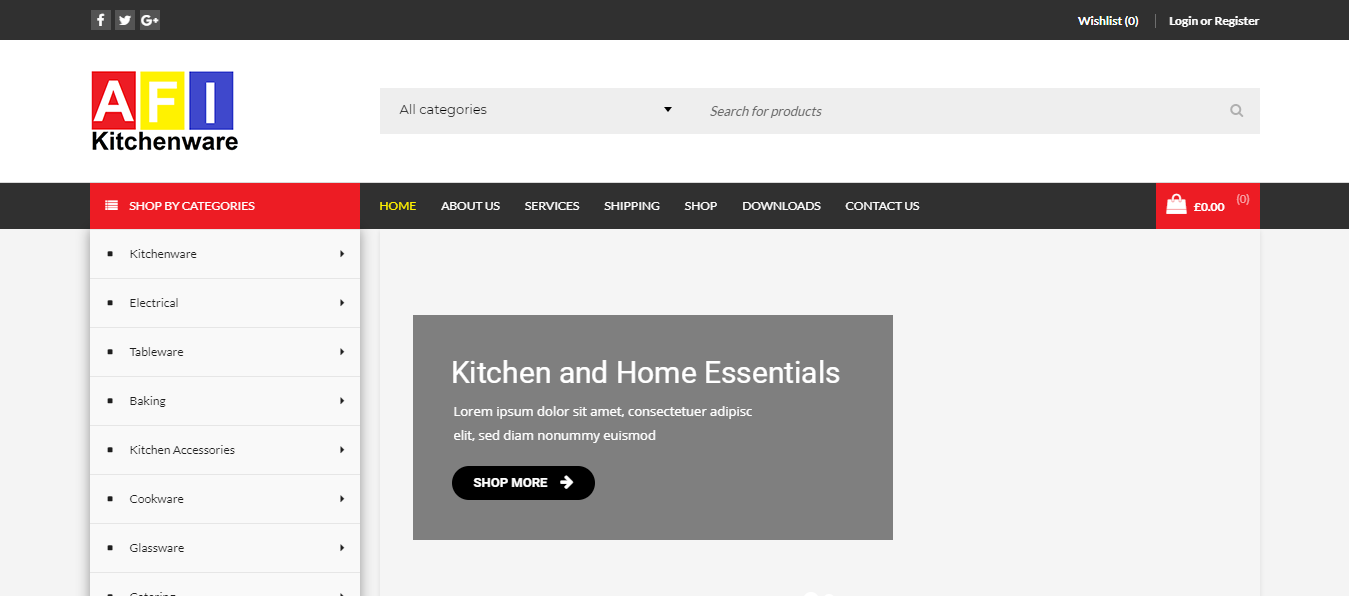 Wishlist (0)
Login or Register
AFI
Kitchenware
All categories
Search for products
SHOP BY CATEGORIES
HOME
ABOUT US
SERVICES
SHIPPING
SHOP
DOWNLOADS
CONTACT US
£0.00
(0)
Kitchenware
Electrical
Tableware
Baking
Kitchen Accessories
Cookware
Glassware
Catering
Kitchen and Home Essentials
Lorem ipsum dolor sit amet, consectetuer adipisc
elit, sed diam nonummy euismod
SHOP MORE